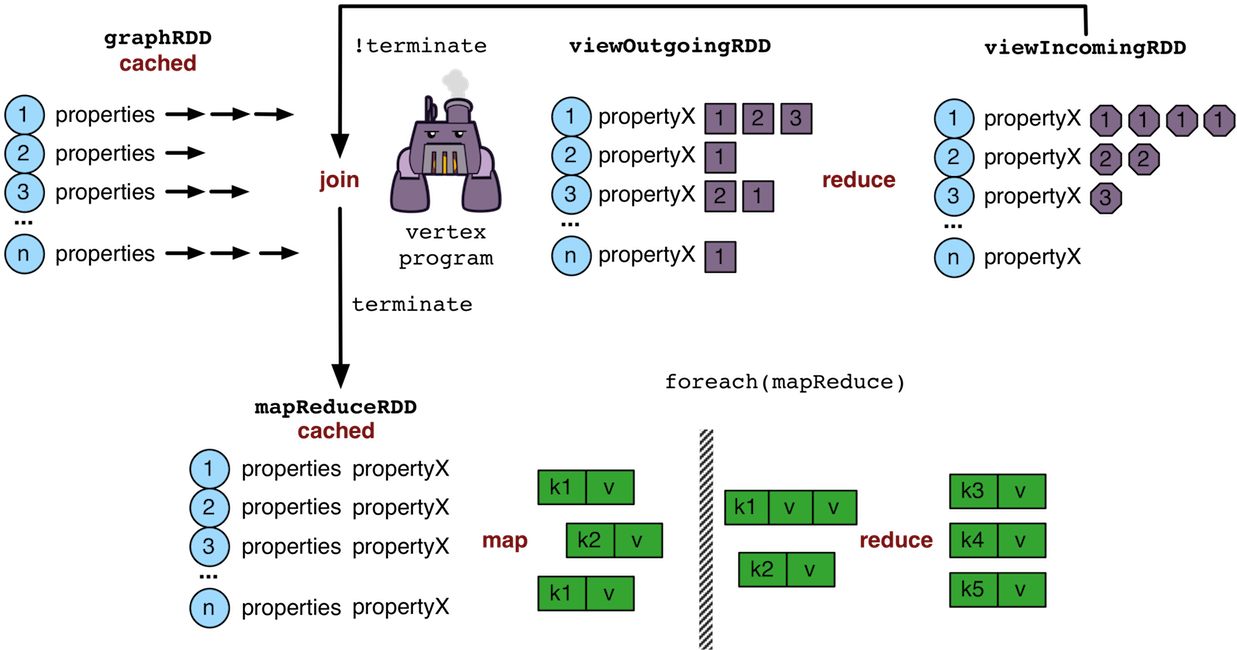 graphRDD
cached
1 properties
2 properties
3 properties
...
n properties
!terminate
join
vertex
program
terminate
viewOutgoingRDD
1 propertyX 1 2 3
2 propertyX 1
3 propertyX 2 1
...
n propertyX 1
reduce
viewIncomingRDD
1 propertyX 1 1 1 1
2 propertyX 2 2
3 propertyX 3
...
n propertyX
mapReduceRDD
cached
1 properties propertyX
2 properties propertyX
3 properties propertyX
...
n properties propertyX
map
k1 v
k2 v
k1 v
foreach(mapReduce)
k1 v v
k2 v
reduce
k3 v
k4 v
k5 v